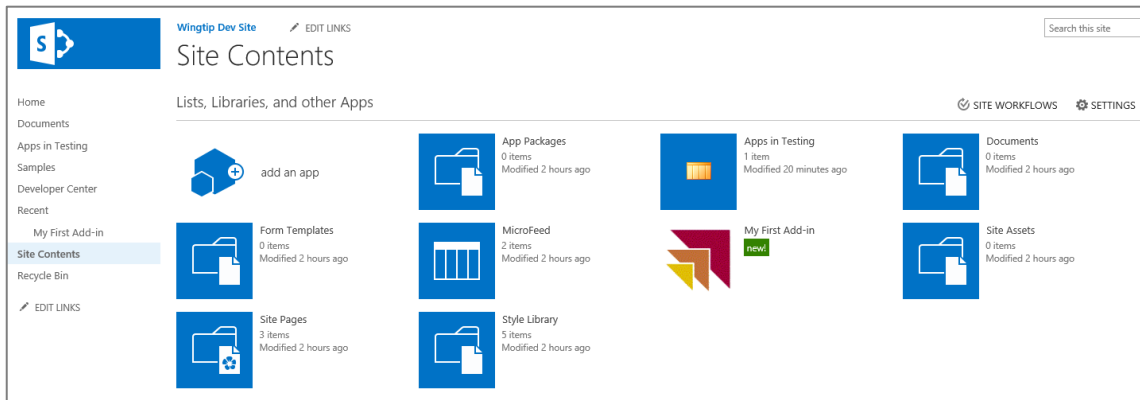 S
Wingtip Dev Site
EDIT LINKS
Search this site
Site Contents
Home
Documents
Apps in Testing
Samples
Developer Center
Recent
My First Add-in
Site Contents
Recycle Bin
EDIT LINKS
Lists, Libraries, and other Apps
SITE WORKFLOWS
SETTINGS
add an app
App Packages
0 items
Modified 2 hours ago
Apps in Testing
1 item
Modified 20 minutes ago
Documents
0 items
Modified 2 hours ago
Form Templates
0 items
Modified 2 hours ago
MicroFeed
2 items
Modified 2 hours ago
My First Add-in
new!
Site Assets
0 items
Modified 2 hours ago
Site Pages
3 items
Modified 2 hours ago
Style Library
5 items
Modified 2 hours ago